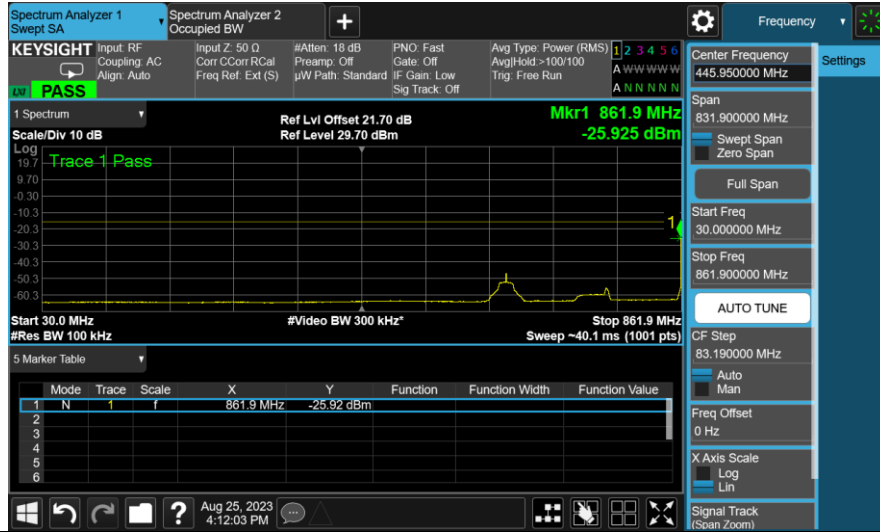 Spectrum Analyzer 1
Swept SA
Spectrum Analyzer 2
Occupied BW
Frequency
KEYSIGHT
PASS
Input: RF
Coupling: AC
Align: Auto
Input Z: 50 Ω
Corr CCorr RCal
Freq Ref: Ext (S)
#Atten: 18 dB
Preamp: Off
µW Path: Standard
PNO: Fast
Gate: Off
IF Gain: Low
Sig Track: Off
Avg Type: Power (RMS)
Avg|Hold:>100/100
Trig: Free Run
1 2 3 4 5 6
A W W W W W
A N N N N N
1 Spectrum
Scale/Div 10 dB
Ref Lvl Offset 21.70 dB
Ref Level 29.70 dBm
Mkr1 861.9 MHz
-25.925 dBm
Log
Trace 1 Pass
19.7
9.70
-0.30
-10.3
-20.3
-30.3
-40.3
-50.3
-60.3
1
Start 30.0 MHz
#Res BW 100 kHz
#Video BW 300 kHz*
Stop 861.9 MHz
Sweep ~40.1 ms (1001 pts)
5 Marker Table
Mode Trace Scale X Y Function Function Width Function Value
1 N 1 f 861.9 MHz -25.92 dBm
2
3
4
5
6
Aug 25, 2023
4:12:03 PM
Center Frequency
445.950000 MHz
Span
831.900000 MHz
Swept Span
Zero Span
Full Span
Start Freq
30.000000 MHz
Stop Freq
861.900000 MHz
AUTO TUNE
CF Step
83.190000 MHz
Auto
Man
Freq Offset
0 Hz
X Axis Scale
Log
Lin
Signal Track
(Span Zoom)
Settings